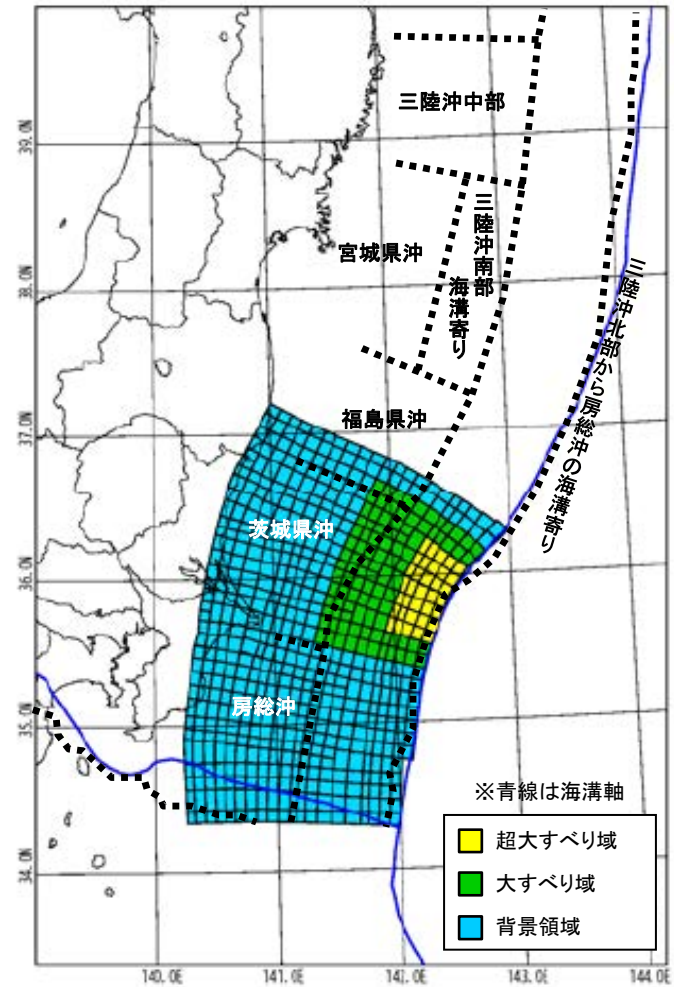 三陸沖中部
三陸沖南部
海溝寄り
宮城県沖
三陸沖北部から房総沖の海溝寄り
福島県沖
茨城県沖
房総沖
※青線は海溝軸
超大すべり域
大すべり域
背景領域
39.0N
38.0N
37.0N
36.0N
35.0N
34.0N
140.0E
141.0E
142.0E
143.0E
144.0E